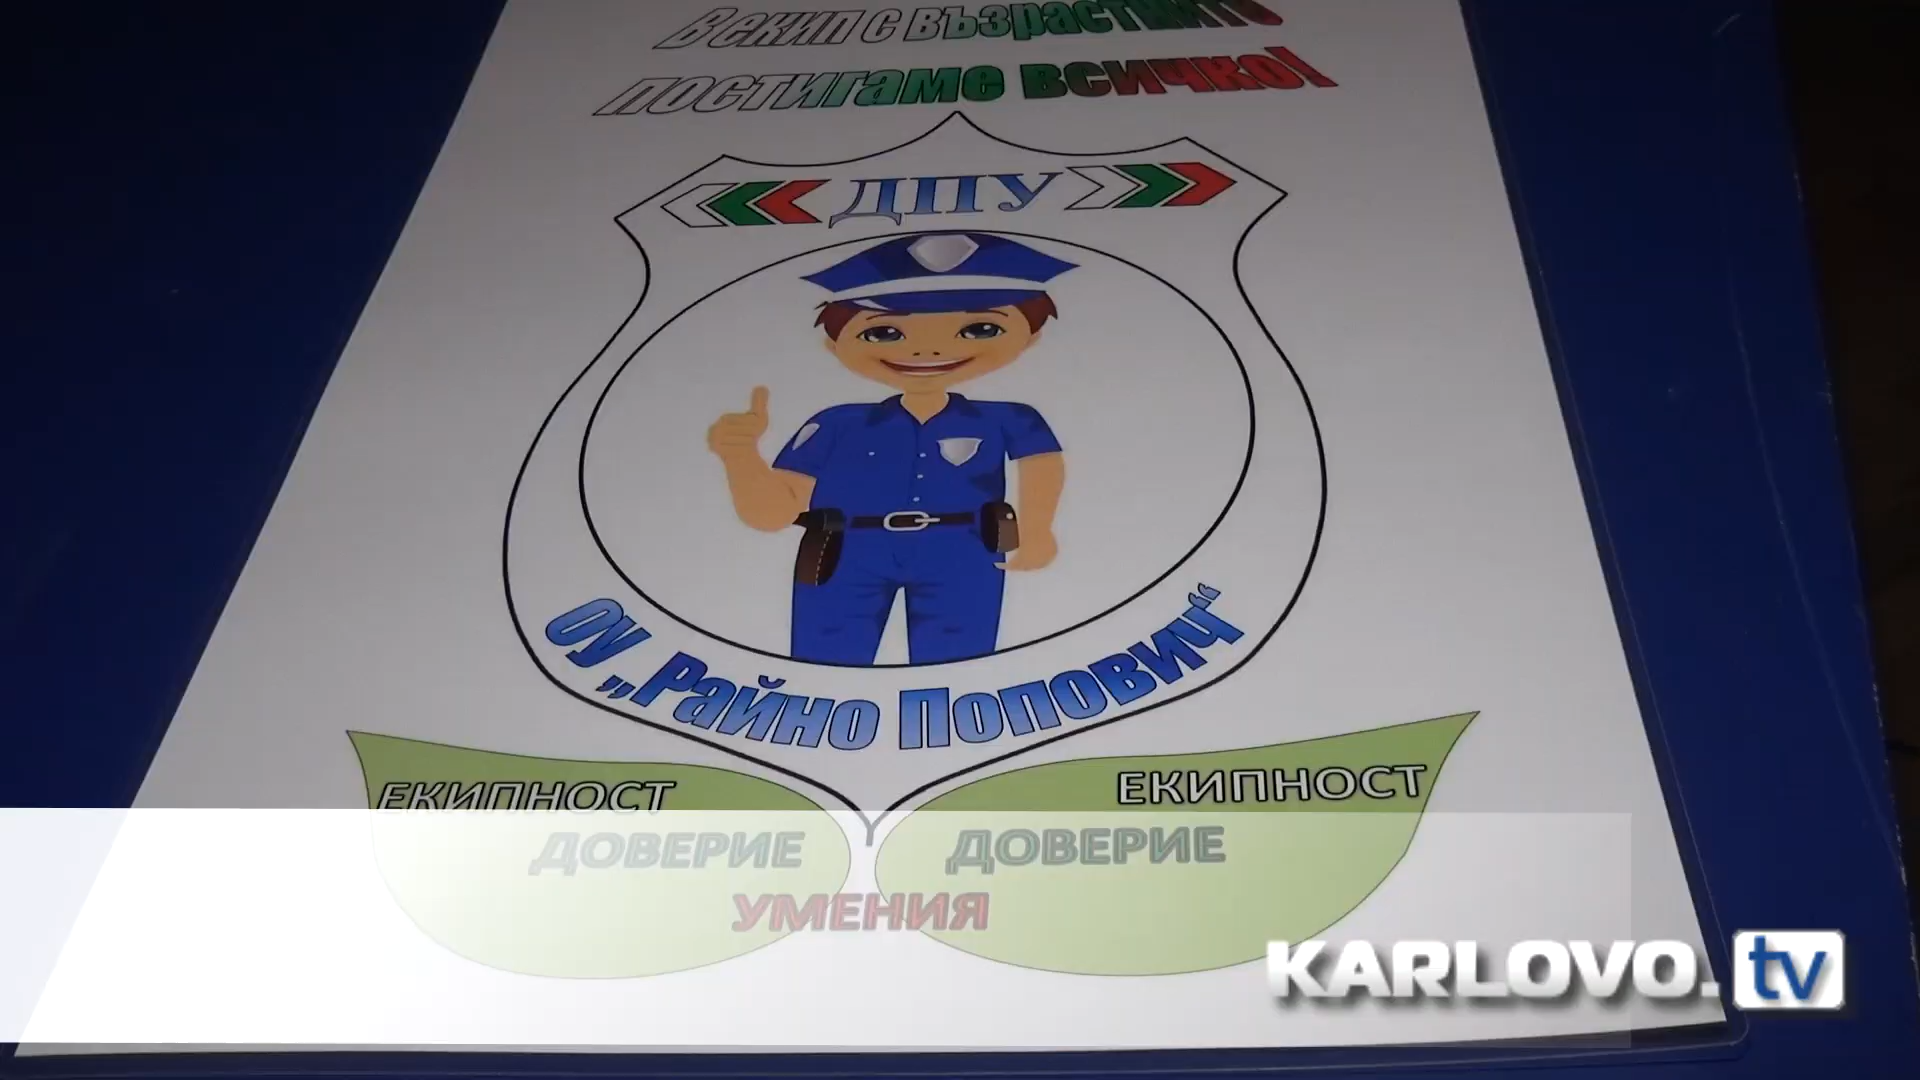 В екип с възрастните
постигаме всичко!
ДПУ
ОУ „Райно Попович“
ЕКИПНОСТ
ДОВЕРИЕ
УМЕНИЯ
ЕКИПНОСТ
ДОВЕРИЕ
KARLOVO.tv